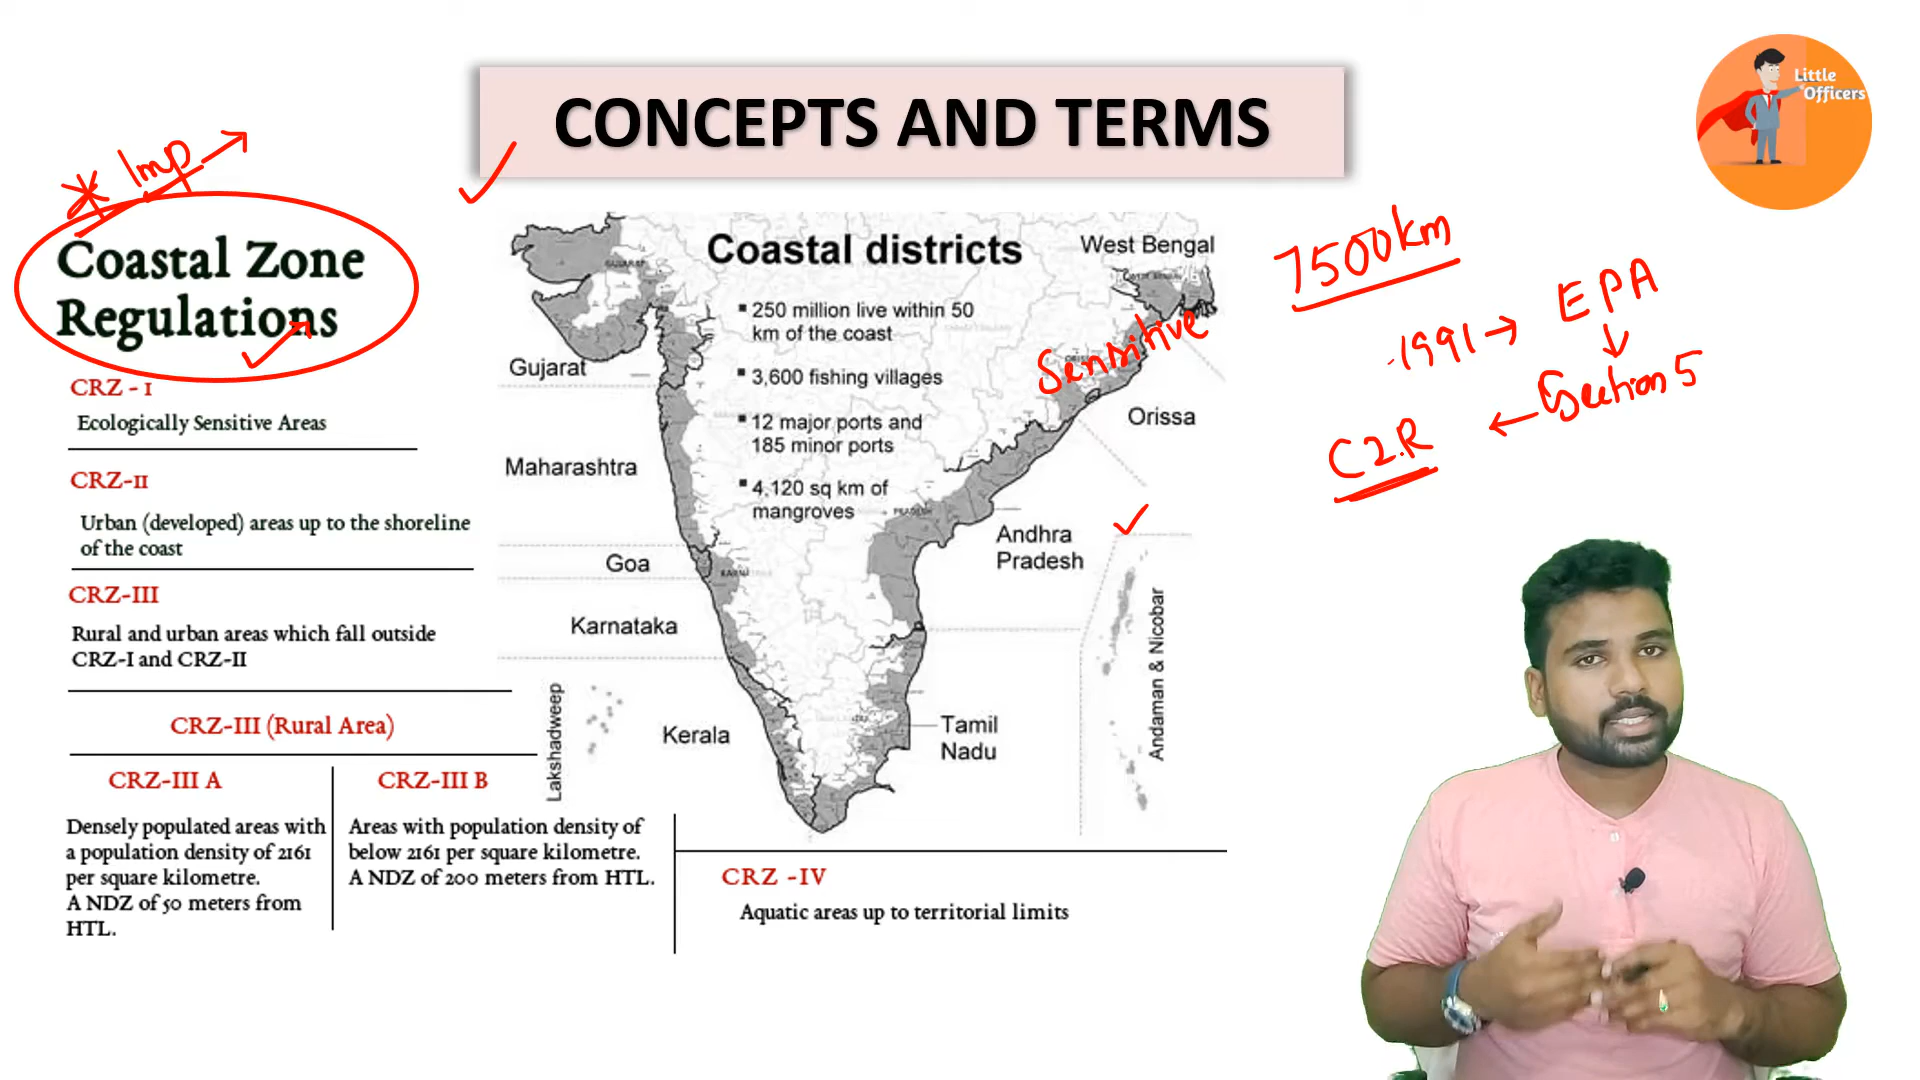 CONCEPTS AND TERMS
Little
Officers
* Imp →
Coastal Zone
Regulations
CRZ - I
Ecologically Sensitive Areas
CRZ-II
Urban (developed) areas up to the shoreline
of the coast
CRZ-III
Rural and urban areas which fall outside
CRZ-I and CRZ-II
CRZ-III (Rural Area)
CRZ-III A
Densely populated areas with
a population density of 2161
per square kilometre.
A NDZ of 50 meters from
HTL.
CRZ-III B
Areas with population density of
below 2161 per square kilometre.
A NDZ of 200 meters from HTL.
CRZ -IV
Aquatic areas up to territorial limits
Coastal districts
▪ 250 million live within 50
km of the coast
▪ 3,600 fishing villages
▪ 12 major ports and
185 minor ports
▪ 4,120 sq km of
mangroves
West Bengal
Gujarat
Orissa
Maharashtra
Andhra
Pradesh
Goa
Karnataka
Kerala
Tamil
Nadu
Lakshadweep
Andaman & Nicobar
Sensitive
7500km
1991 → EPA
Section 5
CZR